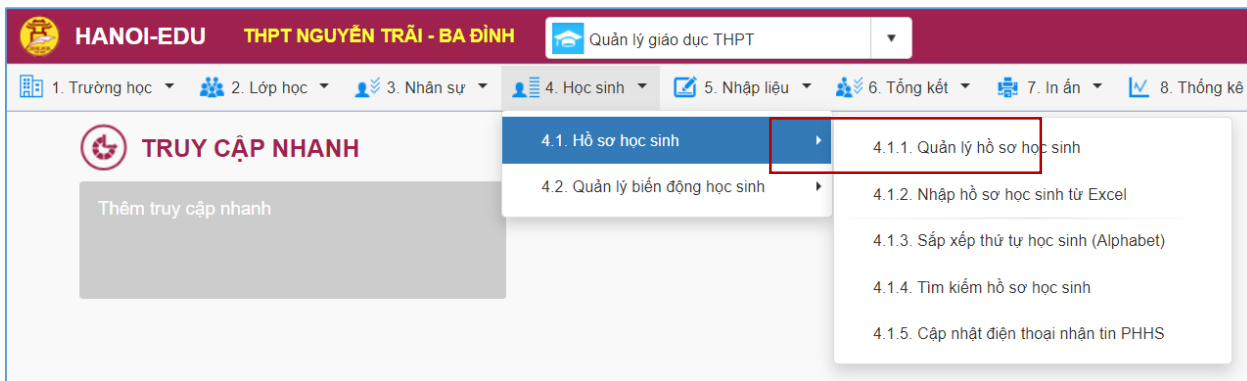 HANOI-EDU THPT NGUYỄN TRÃI - BA ĐÌNH Quản lý giáo dục THPT
1. Trường học 2. Lớp học 3. Nhân sự 4. Học sinh 5. Nhập liệu 6. Tổng kết 7. In ấn 8. Thống kê
TRUY CẬP NHANH
Thêm truy cập nhanh
4.1. Hồ sơ học sinh
4.2. Quản lý biến động học sinh
4.1.1. Quản lý hồ sơ học sinh
4.1.2. Nhập hồ sơ học sinh từ Excel
4.1.3. Sắp xếp thứ tự học sinh (Alphabet)
4.1.4. Tìm kiếm hồ sơ học sinh
4.1.5. Cập nhật điện thoại nhận tin PHHS